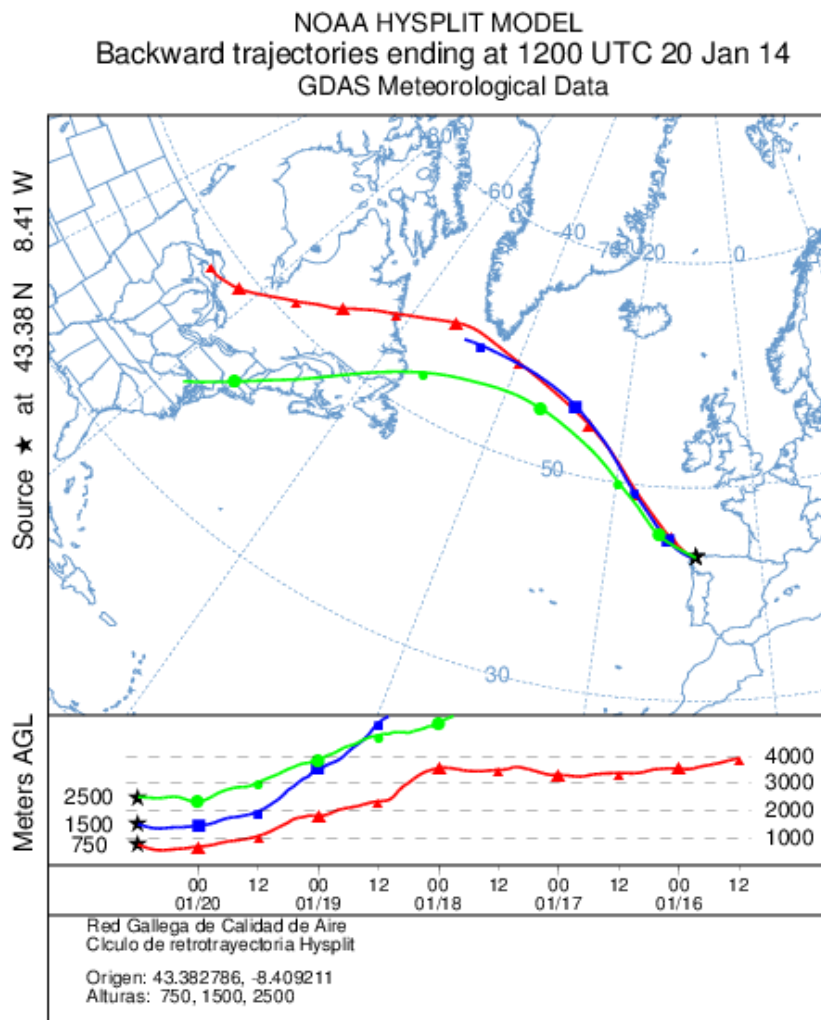 NOAA HYSPLIT MODEL
Backward trajectories ending at 1200 UTC 20 Jan 14
GDAS Meteorological Data
Source ★ at 43.38 N 8.41 W
80
-60
-40
-20
0
50
30
Meters AGL
4000
3000
2000
1000
2500
1500
750
00 12 00 12 00 12 00 12 00 12
01/20 01/19 01/18 01/17 01/16
Red Gallega de Calidad de Aire
Clculo de retrotrayectoria Hysplit
Origen: 43.382786, -8.409211
Alturas: 750, 1500, 2500